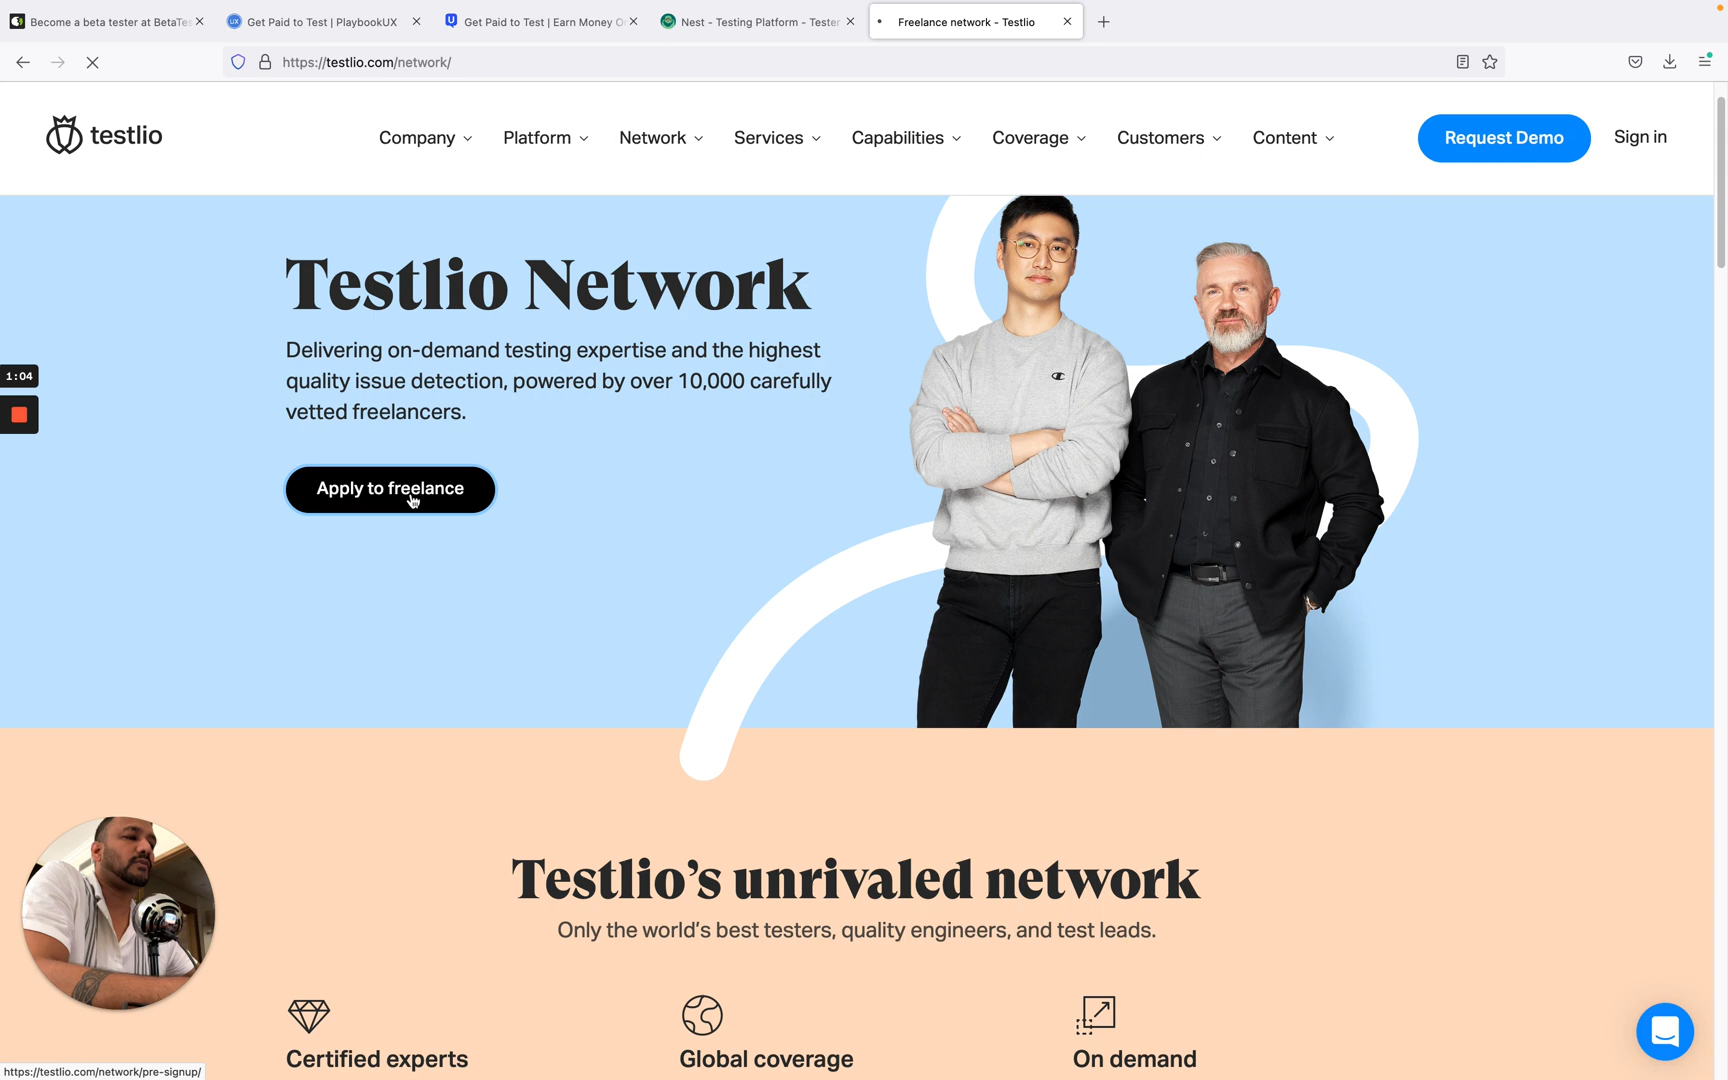 Become a beta tester at BetaTes
Get Paid to Test | PlaybookUX
Get Paid to Test | Earn Money O
Nest - Testing Platform - Tester
Freelance network - Testlio
https://testlio.com/network/
testlio
Company
Platform
Network
Services
Capabilities
Coverage
Customers
Content
Request Demo
Sign in
Testlio Network
Delivering on-demand testing expertise and the highest
quality issue detection, powered by over 10,000 carefully
vetted freelancers.
1:04
Apply to freelance
Testlio’s unrivaled network
Only the world’s best testers, quality engineers, and test leads.
Certified experts
Global coverage
On demand
https://testlio.com/network/pre-signup/